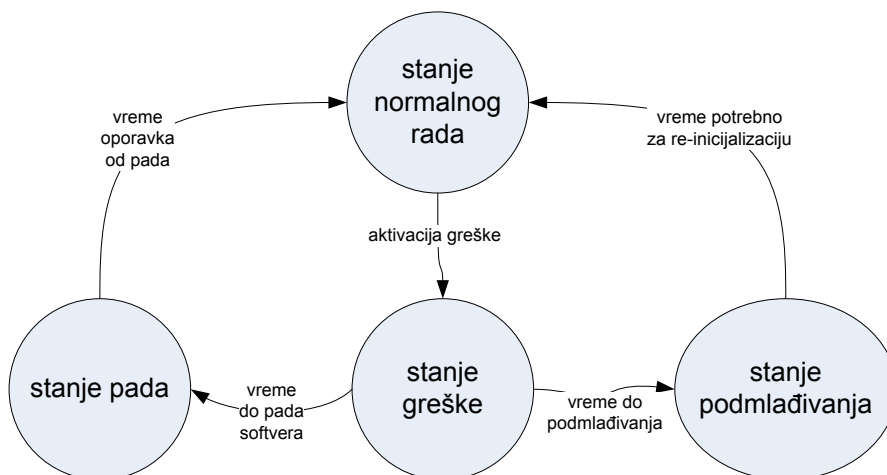 stanje
normalnog
rada
vreme
oporavka
od pada
vreme potrebno
za re-inicijalizaciju
aktivacija greške
stanje pada
vreme
do pada
softvera
stanje
greške
vreme do
podmlađivanja
stanje
podmlađivanja